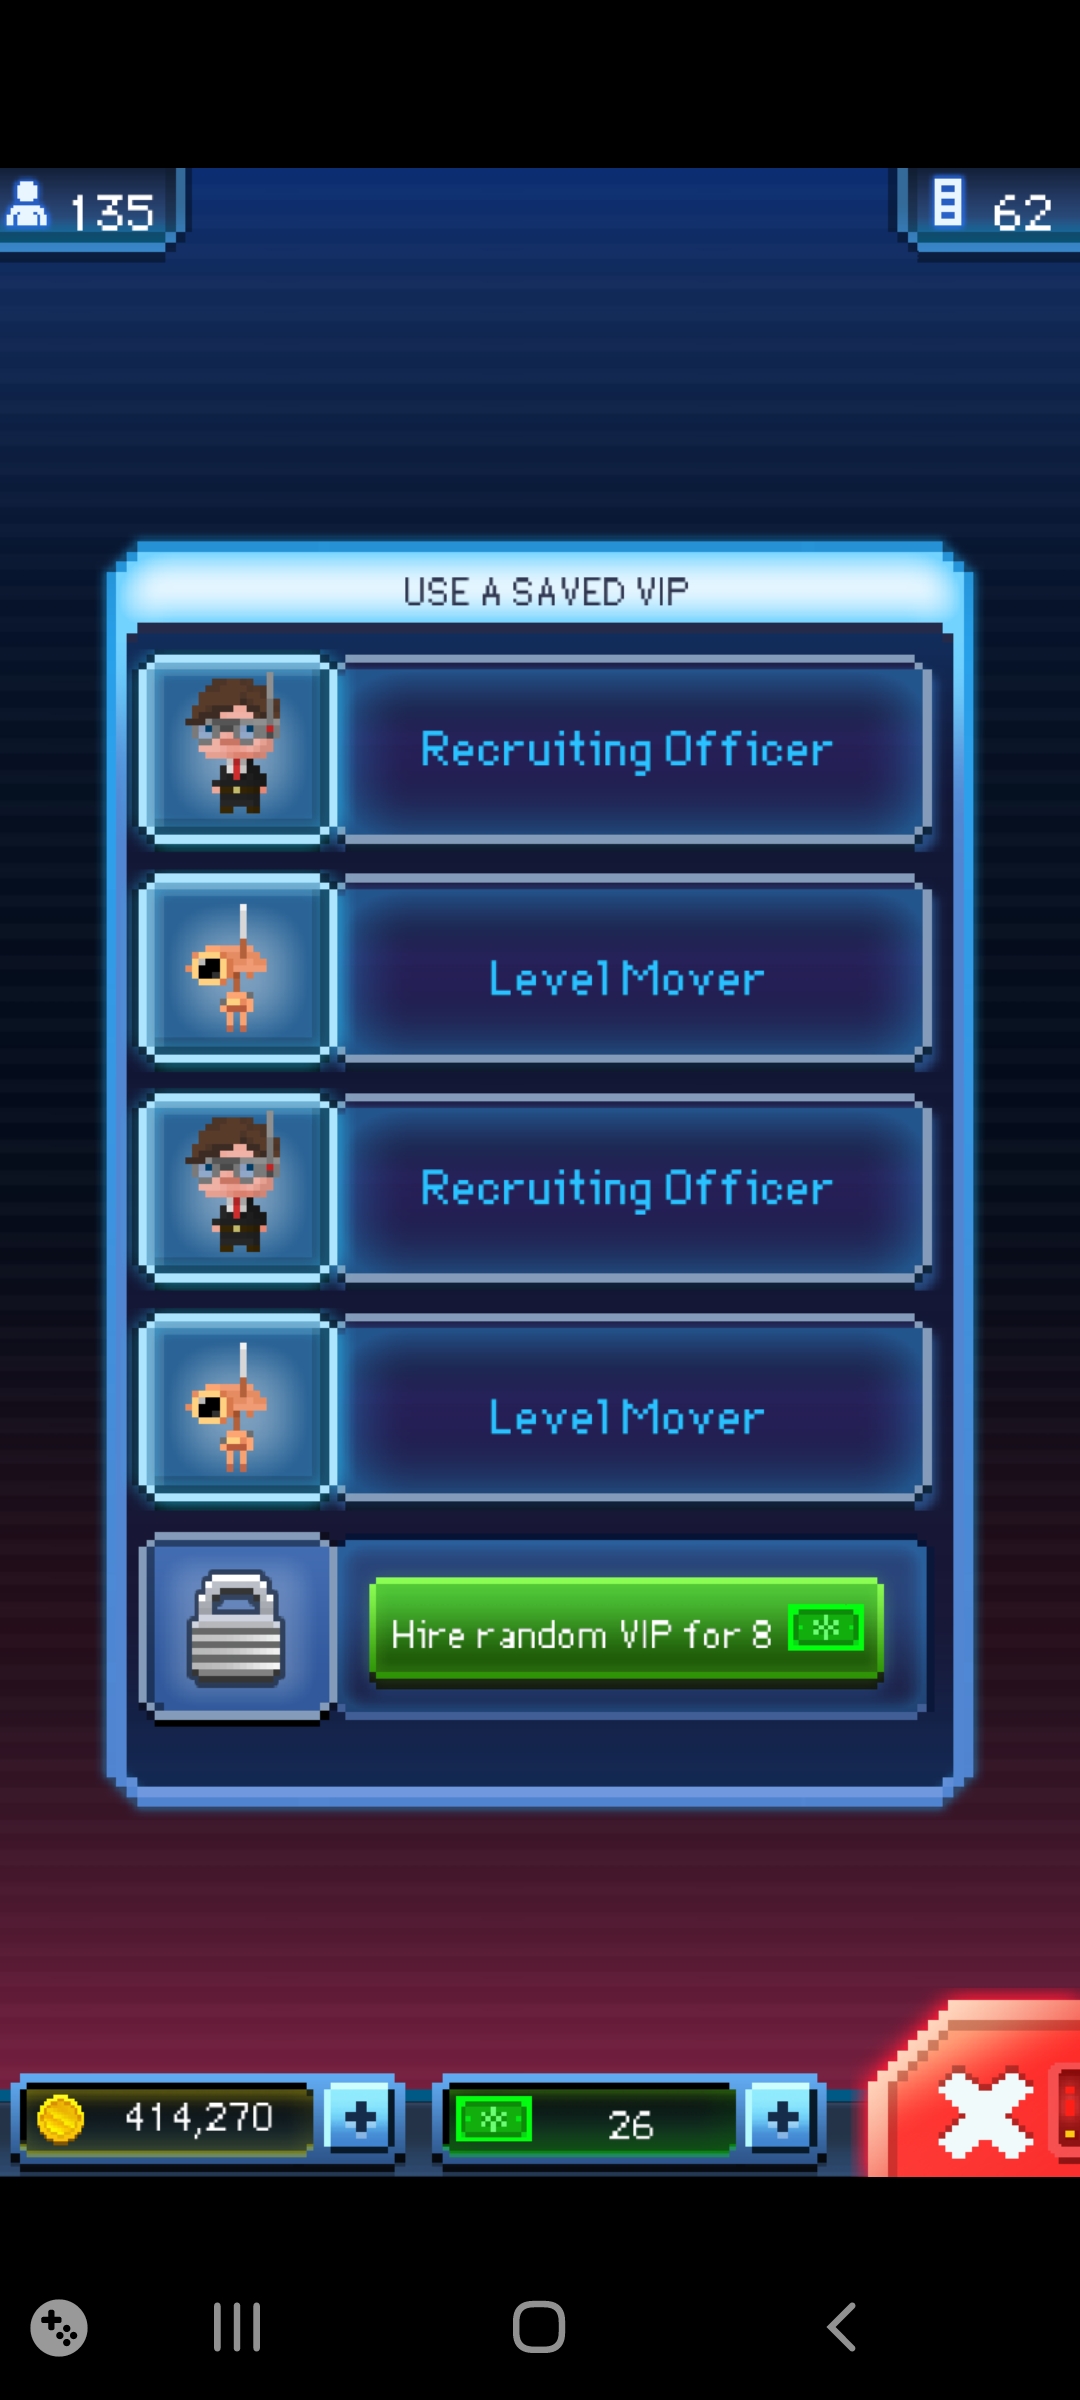 135
62
USE A SAVED VIP
Recruiting Officer
Level Mover
Recruiting Officer
Level Mover
Hire random VIP for 8
414,270
26